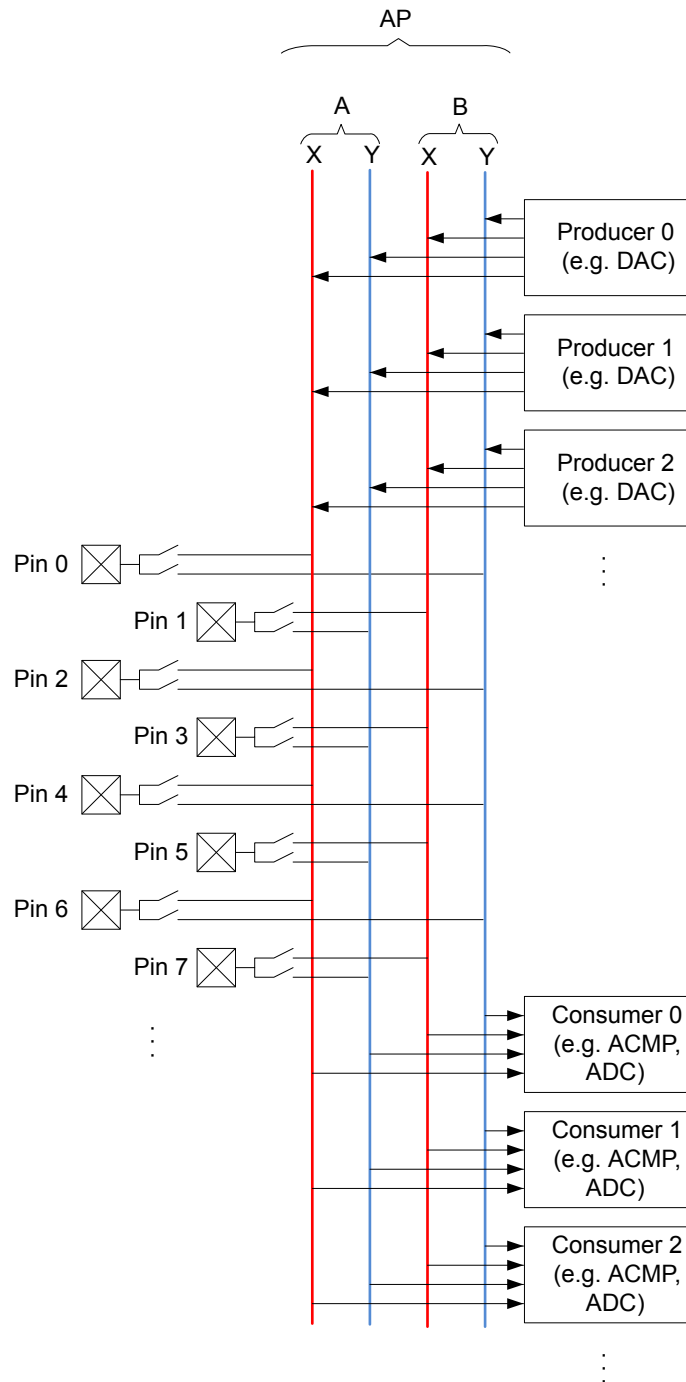 AP
A B
X Y X Y
Producer 0
(e.g. DAC)
Producer 1
(e.g. DAC)
Producer 2
(e.g. DAC)
Pin 0
Pin 1
Pin 2
Pin 3
Pin 4
Pin 5
Pin 6
Pin 7
Consumer 0
(e.g. ACMP,
ADC)
Consumer 1
(e.g. ACMP,
ADC)
Consumer 2
(e.g. ACMP,
ADC)